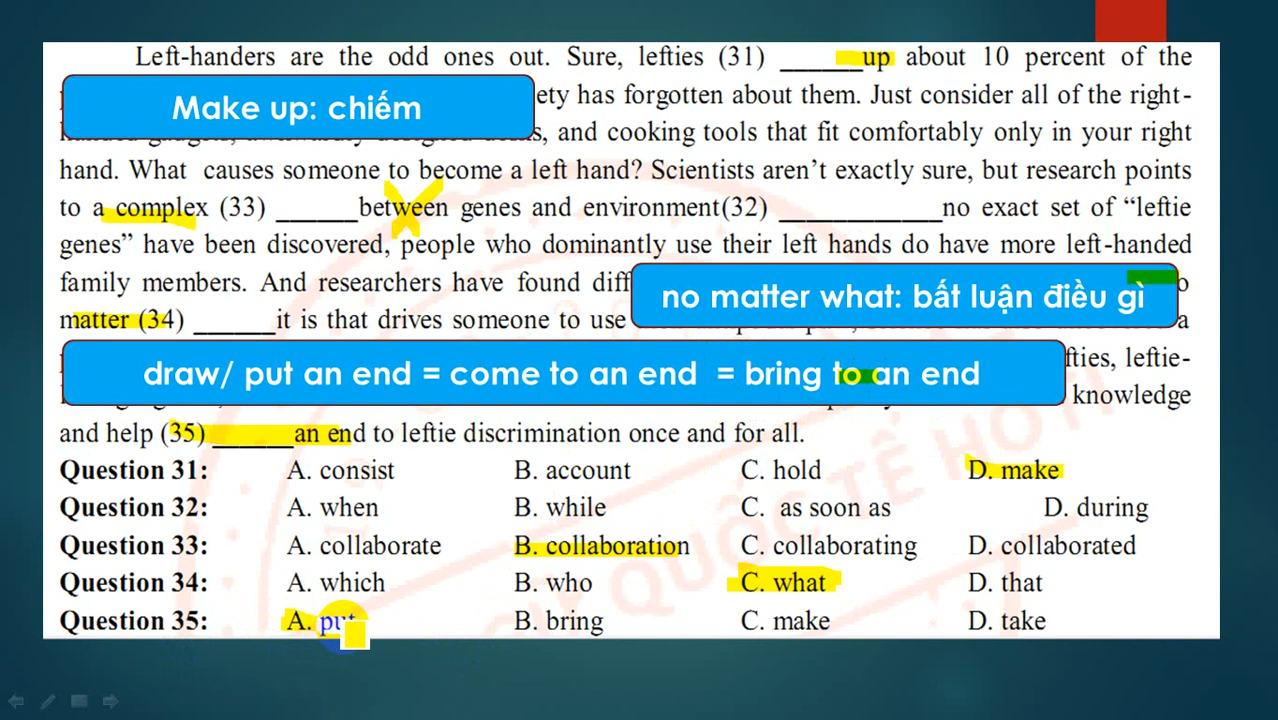 Left-handers are the odd ones out. Sure, lefties (31) ______up about 10 percent of the
Make up: chiếm
ety has forgotten about them. Just consider all of the right-
and cooking tools that fit comfortably only in your right
hand. What causes someone to become a left hand? Scientists aren't exactly sure, but research points
to a complex (33) ______between genes and environment(32) ____________no exact set of “leftie
genes” have been discovered, people who dominantly use their left hands do have more left-handed
family members. And researchers have found
no matter what: bất luận điều gì
matter (34) ______it is that drives someone to use
a
draw/ put an end = come to an end = bring to an end
fties, leftie-
knowledge
and help (35) ______an end to leftie discrimination once and for all.
Question 31: A. consist B. account C. hold D. make
Question 32: A. when B. while C. as soon as D. during
Question 33: A. collaborate B. collaboration C. collaborating D. collaborated
Question 34: A. which B. who C. what D. that
Question 35: A. put B. bring C. make D. take
QUỐC TẾ